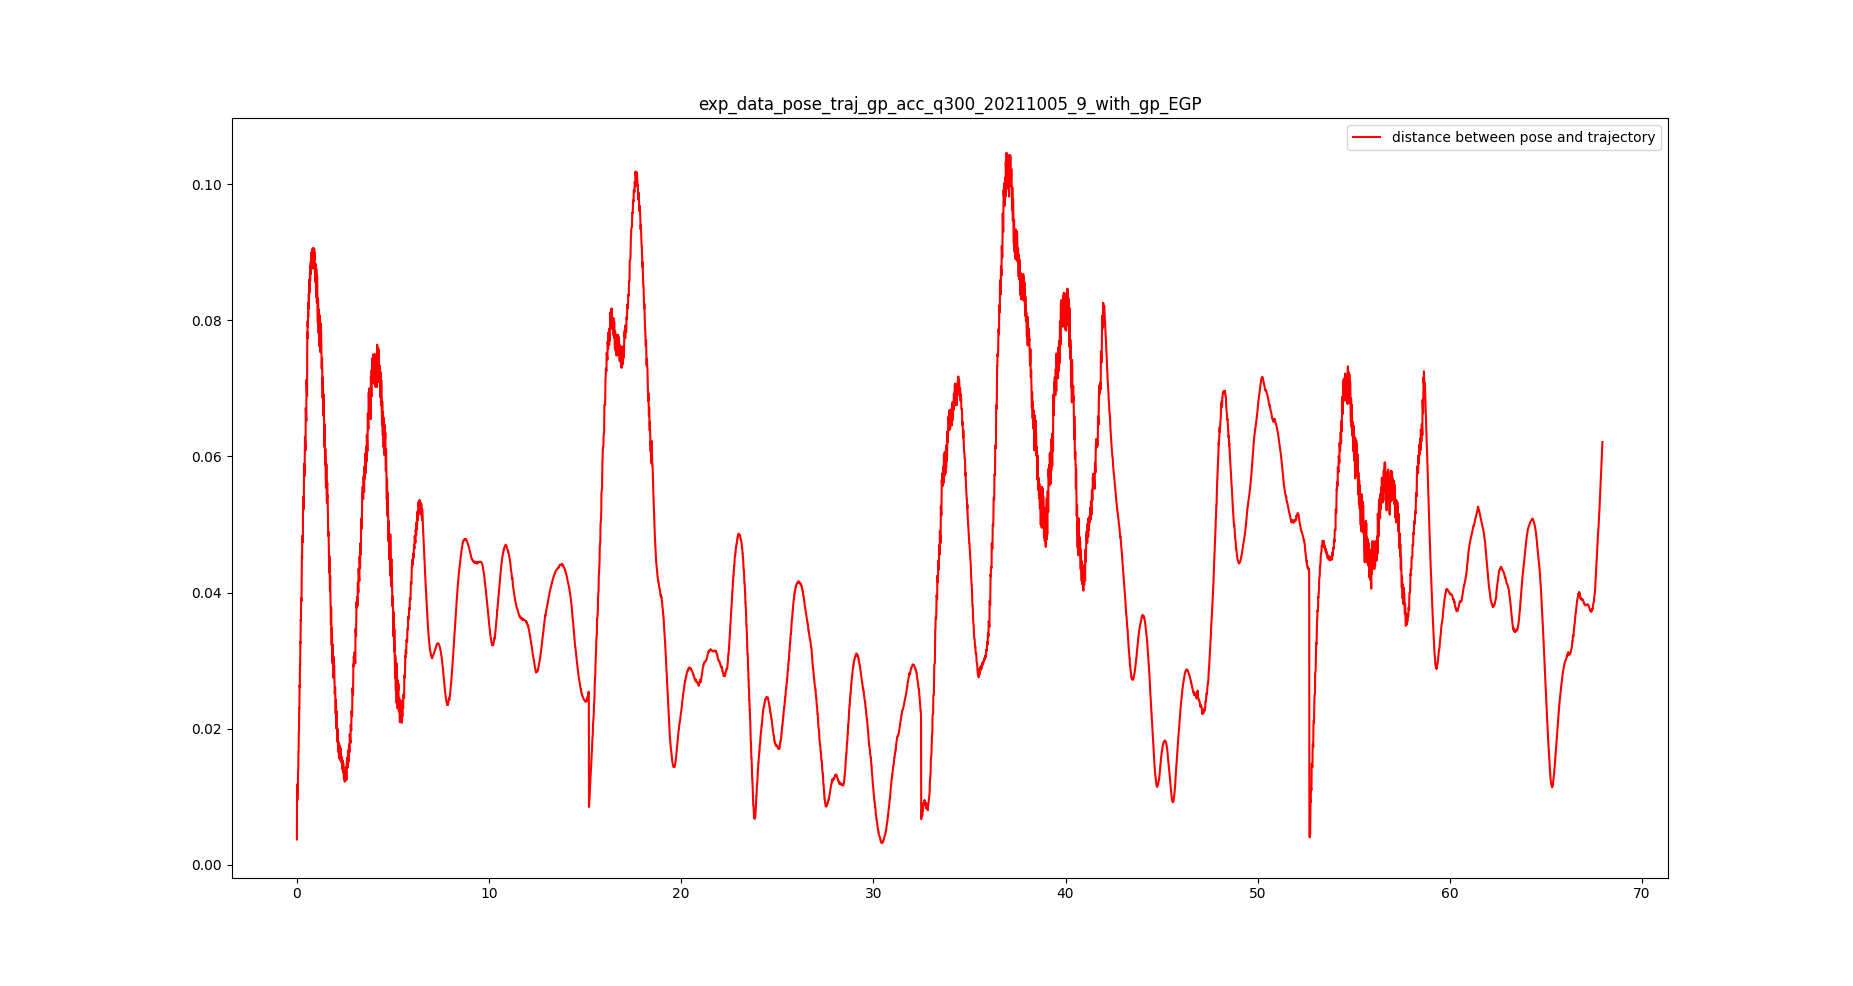 exp_data_pose_traj_gp_acc_q300_20211005_9_with_gp_EGP
distance between pose and trajectory
0.10
0.08
0.06
0.04
0.02
0.00
0 10 20 30 40 50 60 70